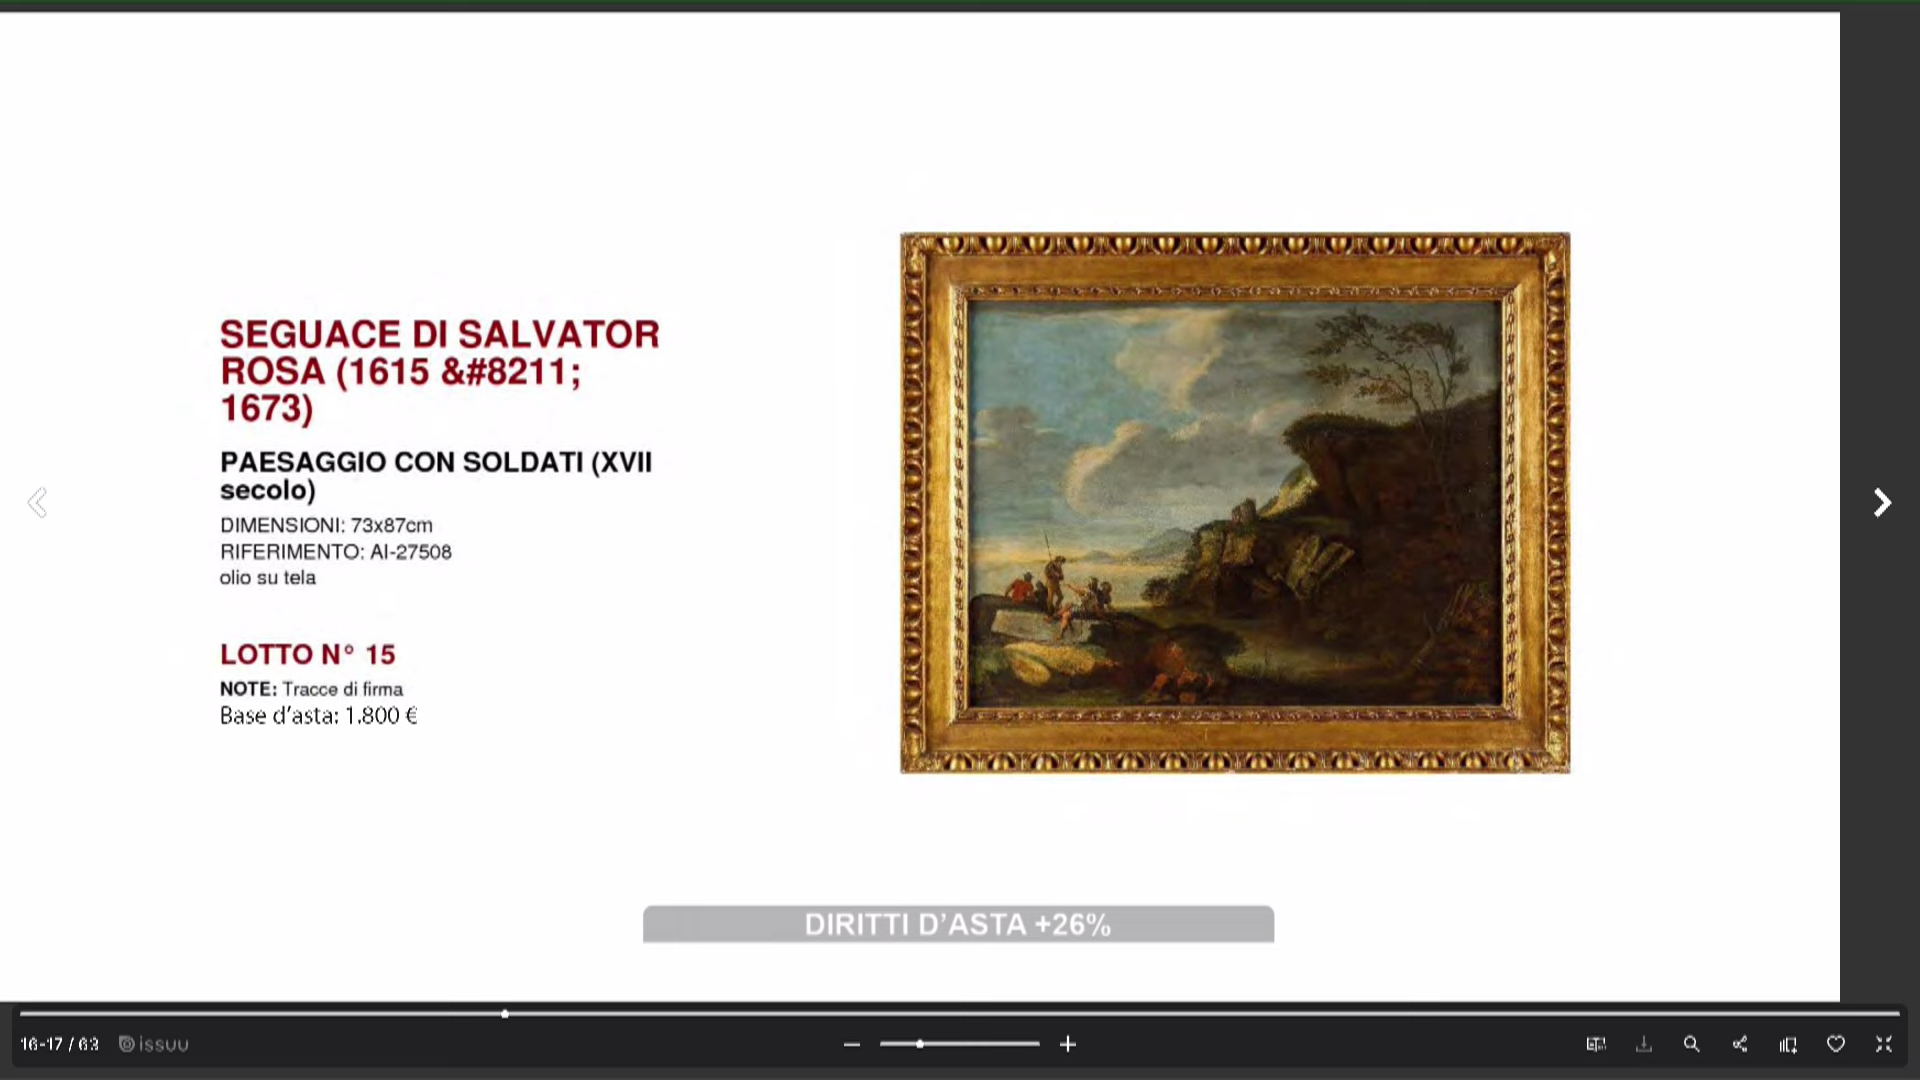 SEGUACE DI SALVATOR
ROSA (1615 &#8211;
1673)
PAESAGGIO CON SOLDATI (XVII
secolo)
DIMENSIONI: 73x87cm
RIFERIMENTO: AI-27508
olio su tela
LOTTO N° 15
NOTE: Tracce di firma
Base d’asta: 1.800 €
DIRITTI D’ASTA +26%
16-17 / 63 issuu